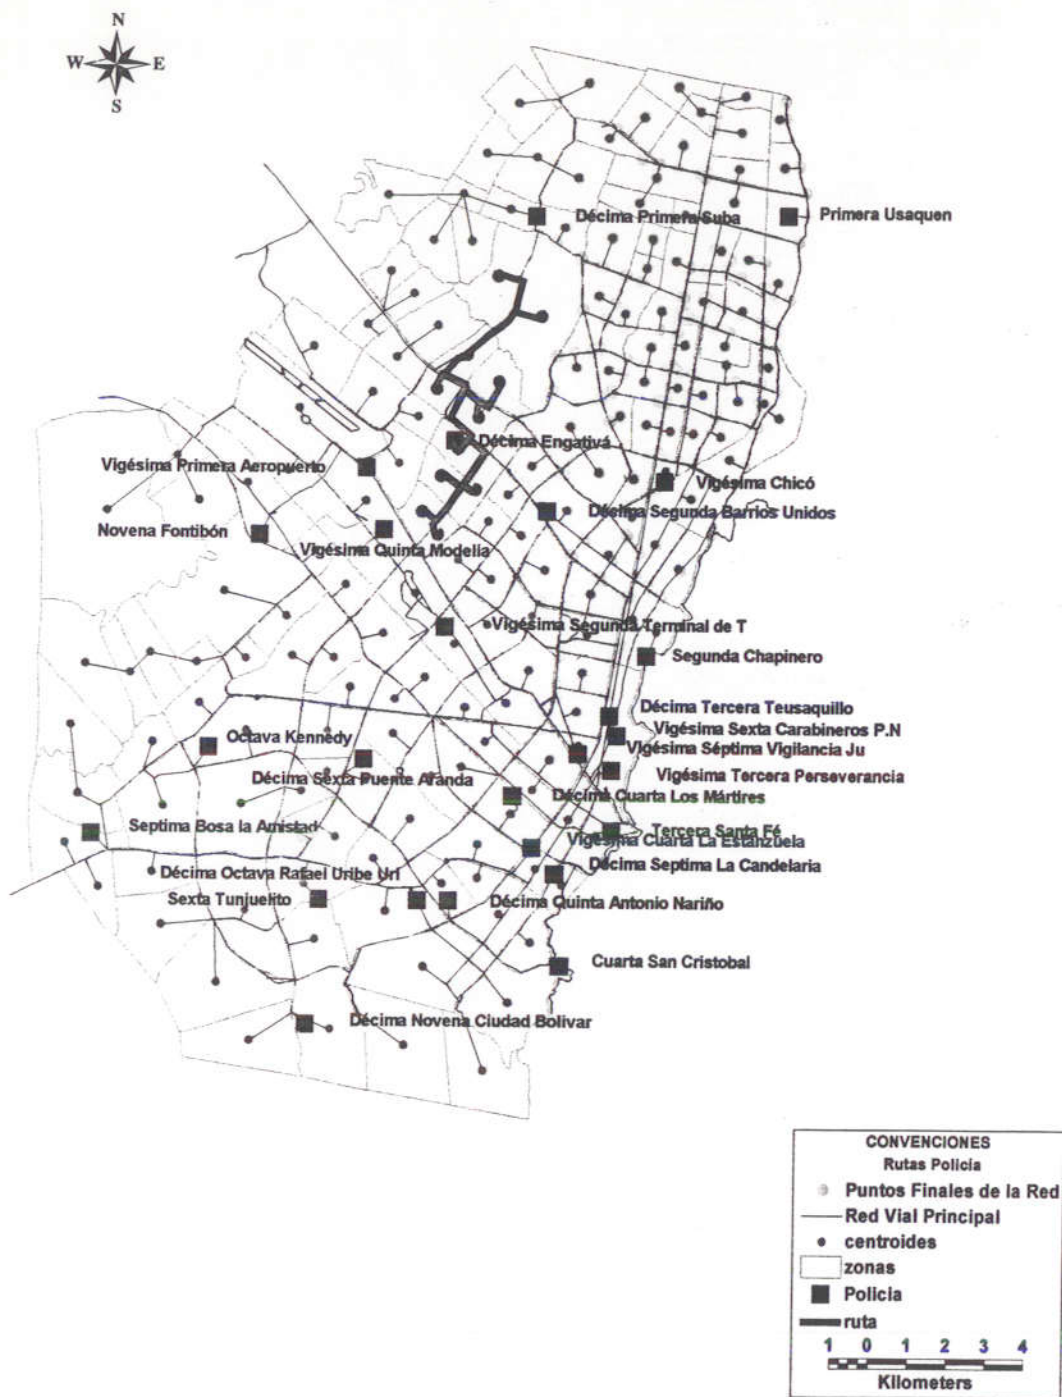 N
W E
S
Décima Primera Suba
Primera Usaquen
Décima Engativá
Vigésima Primera Aeropuerto
Vigésima Chicó
Décima Segunda Barrios Unidos
Novena Fontibón
Vigésima Quinta Modelia
Vigésima Segunda Terminal de T
Segunda Chapinero
Décima Tercera Teusaquillo
Vigésima Sexta Carabineros P.N
Octava Kennedy
Vigésima Séptima Vigilancia Ju
Décima Sexta Puente Aranda
Vigésima Tercera Perseverancia
Décima Cuarta Los Mártires
Septima Bosa la Amistad
Tercera Santa Fé
Vigésima Cuarta La Estanzuela
Décima Octava Rafael Uribe Uri
Décima Septima La Candelaria
Sexta Tunjuelito
Décima Quinta Antonio Nariño
Cuarta San Cristobal
Décima Novena Ciudad Bolivar
CONVENCIONES
Rutas Policia
Puntos Finales de la Red
Red Vial Principal
centroides
zonas
Policia
ruta
1 0 1 2 3 4
Kilometers